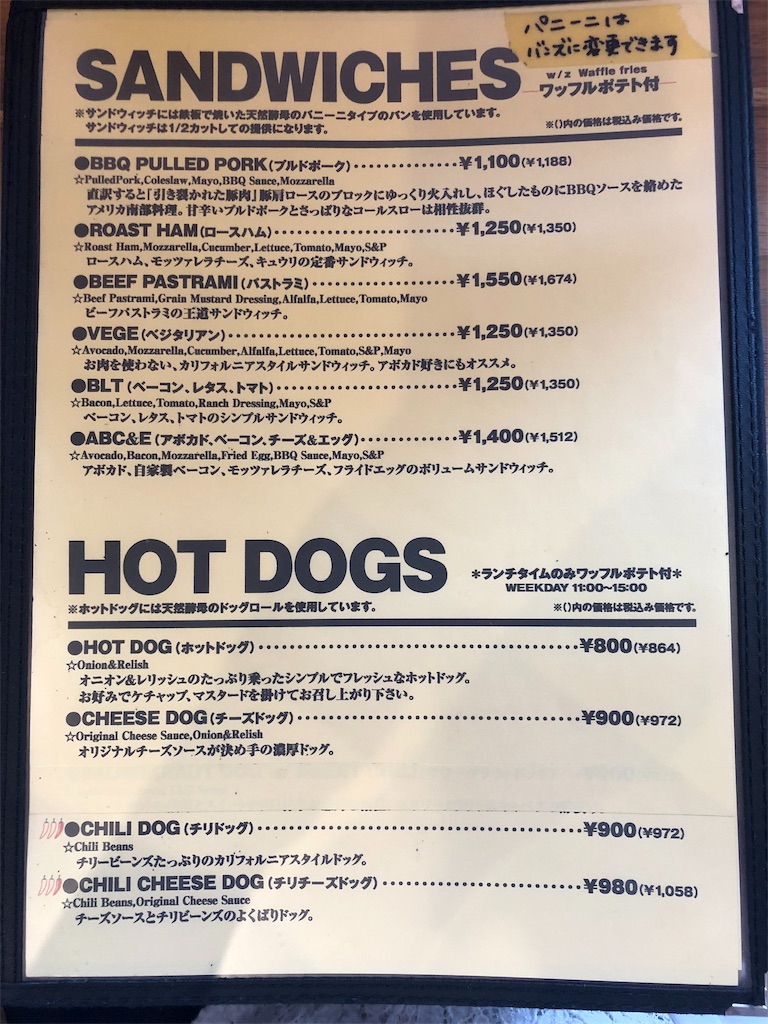 パニーニは
バンズに変更できます
SANDWICHES
w/z Waffle fries
ワッフルポテト付
※サンドウィッチには鉄板で焼いた天然酵母のパニーニタイプのパンを使用しています。
サンドウィッチは1/2カットしての提供になります。
※()内の価格は税込み価格です。
●BBQ PULLED PORK(プルドポーク)··············¥1,100(¥1,188)
☆PulledPork,Coleslaw,Mayo,BBQ Sauce,Mozzarella
直訳すると「引き裂かれた豚肉」豚肩ロースのブロックにゆっくり火入れし、ほぐしたものにBBQソースを絡めた
アメリカ南部料理。甘辛いプルドポークとさっぱりなコールスローは相性抜群。
●ROAST HAM(ロースハム)························¥1,250(¥1,350)
☆Roast Ham,Mozzarella,Cucumber,Lettuce,Tomato,Mayo,S&P
ロースハム、モッツァレラチーズ、キュウリの定番サンドウィッチ。
●BEEF PASTRAMI(パストラミ)···················¥1,550(¥1,674)
☆Beef Pastrami,Grain Mustard Dressing,Alfalfa,Lettuce,Tomato,Mayo
ビーフパストラミの王道サンドウィッチ。
●VEGE(ベジタリアン)······························¥1,250(¥1,350)
☆Avocado,Mozzarella,Cucumber,Alfalfa,Lettuce,Tomato,S&P,Mayo
お肉を使わない、カリフォルニアスタイルサンドウィッチ。アボカド好きにもオススメ。
●BLT(ベーコン、レタス、トマト)························¥1,250(¥1,350)
☆Bacon,Lettuce,Tomato,Ranch Dressing,Mayo,S&P
ベーコン、レタス、トマトのシンプルサンドウィッチ。
●ABC&E(アボカド、ベーコン、チーズ&エッグ)·············¥1,400(¥1,512)
☆Avocado,Bacon,Mozzarella,Fried Egg,BBQ Sauce,Mayo,S&P
アボカド、自家製ベーコン、モッツァレラチーズ、フライドエッグのボリュームサンドウィッチ。
HOT DOGS
*ランチタイムのみワッフルポテト付*
WEEKDAY 11:00~15:00
※ホットドッグには天然酵母のドッグロールを使用しています。
※()内の価格は税込み価格です。
●HOT DOG(ホットドッグ)··········································¥800(¥864)
☆Onion&Relish
オニオン&レリッシュのたっぷり乗ったシンプルでフレッシュなホットドッグ。
お好みでケチャップ、マスタードを掛けてお召し上がり下さい。
●CHEESE DOG(チーズドッグ)····································¥900(¥972)
☆Original Cheese Sauce,Onion&Relish
オリジナルチーズソースが決め手の濃厚ドッグ。
●CHILI DOG(チリドッグ)··········································¥900(¥972)
☆Chili Beans
チリービーンズたっぷりのカリフォルニアスタイルドッグ。
●CHILI CHEESE DOG(チリチーズドッグ)·························¥980(¥1,058)
☆Chili Beans,Original Cheese Sauce
チーズソースとチリビーンズのよくばりドッグ。